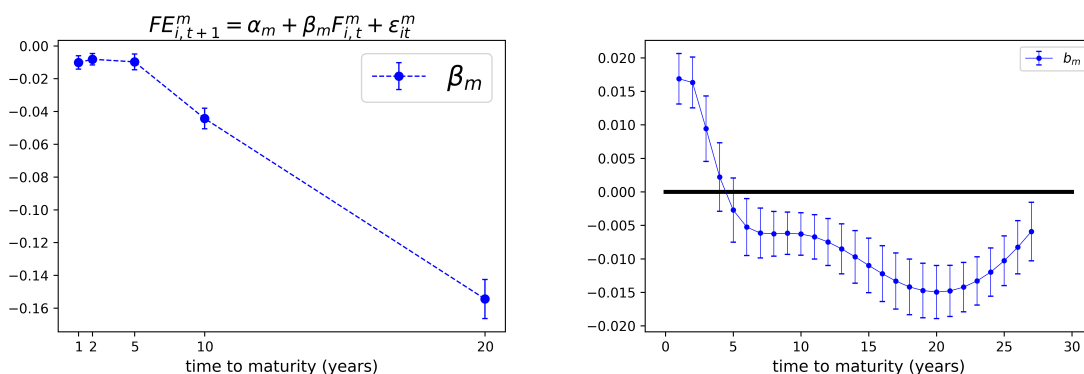 FE^m_{i,t+1} = α_m + β_m F^m_{i,t} + ε^m_{it}
0.00
−0.02
−0.04
−0.06
−0.08
−0.10
−0.12
−0.14
−0.16
β_m
1 2 5 10 20
time to maturity (years)
0.020
0.015
0.010
0.005
0.000
−0.005
−0.010
−0.015
−0.020
b_m
0 5 10 15 20 25 30
time to maturity (years)